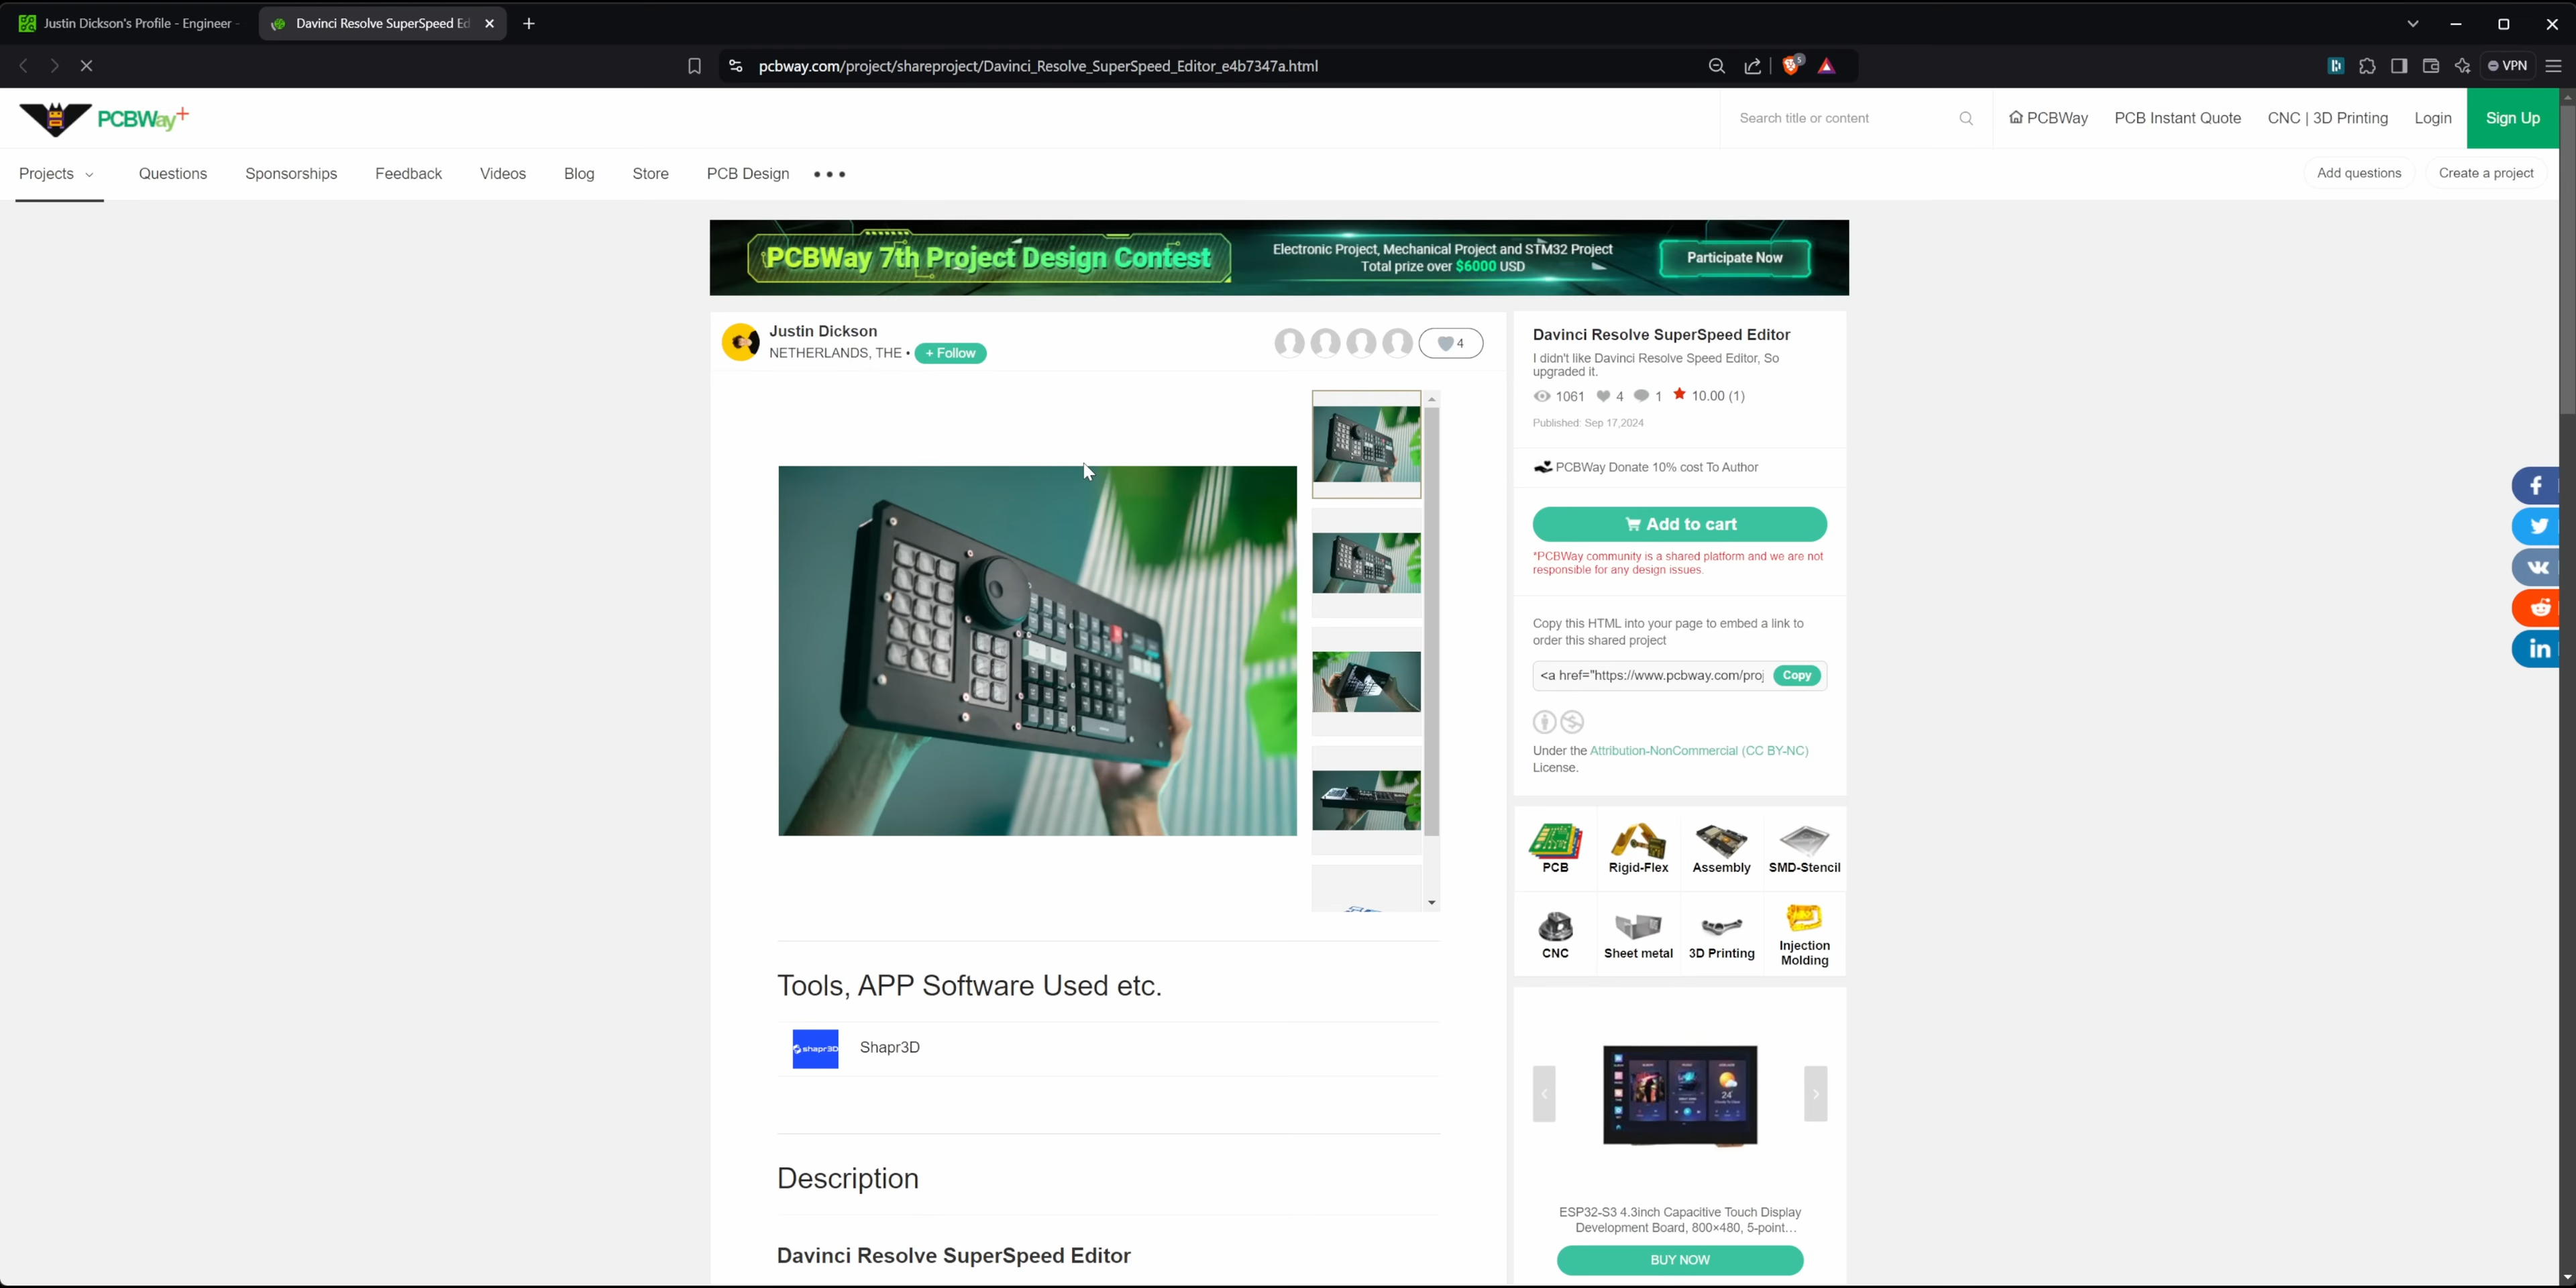 Justin Dickson's Profile - Engineer -
Davinci Resolve SuperSpeed Ed
pcbway.com/project/shareproject/Davinci_Resolve_SuperSpeed_Editor_e4b7347a.html
5
VPN
PCBWay+
Search title or content
PCBWay
PCB Instant Quote
CNC | 3D Printing
Login
Sign Up
Projects
Questions
Sponsorships
Feedback
Videos
Blog
Store
PCB Design
Add questions
Create a project
PCBWay 7th Project Design Contest
Electronic Project, Mechanical Project and STM32 Project
Total prize over $6000 USD
Participate Now
Justin Dickson
NETHERLANDS, THE •
+ Follow
4
Davinci Resolve SuperSpeed Editor
I didn't like Davinci Resolve Speed Editor, So
upgraded it.
1061 4 1 10.00 (1)
Published: Sep 17,2024
PCBWay Donate 10% cost To Author
Add to cart
*PCBWay community is a shared platform and we are not
responsible for any design issues.
Copy this HTML into your page to embed a link to
order this shared project
<a href="https://www.pcbway.com/proj
Copy
Under the Attribution-NonCommercial (CC BY-NC)
License.
PCB
Rigid-Flex
Assembly
SMD-Stencil
CNC
Sheet metal
3D Printing
Injection
Molding
Tools, APP Software Used etc.
shapr3D
Shapr3D
Description
Davinci Resolve SuperSpeed Editor
24°
ESP32-S3 4.3inch Capacitive Touch Display
Development Board, 800×480, 5-point...
BUY NOW